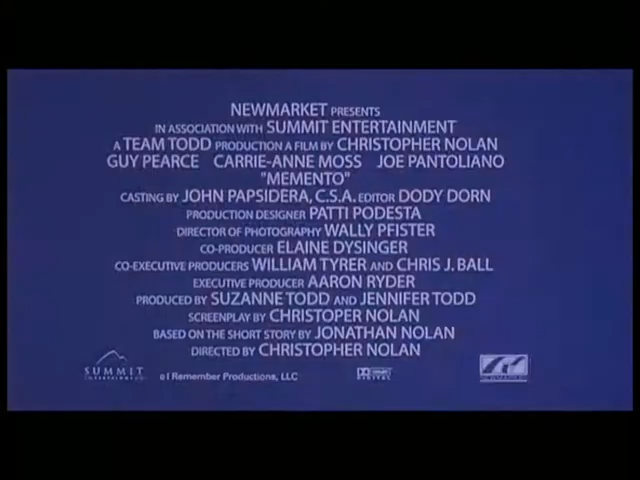 NEWMARKET PRESENTS
IN ASSOCIATION WITH SUMMIT ENTERTAINMENT
A TEAM TODD PRODUCTION A FILM BY CHRISTOPHER NOLAN
GUY PEARCE CARRIE-ANNE MOSS JOE PANTOLIANO
"MEMENTO"
CASTING BY JOHN PAPSIDERA, C.S.A. EDITOR DODY DORN
PRODUCTION DESIGNER PATTI PODESTA
DIRECTOR OF PHOTOGRAPHY WALLY PFISTER
CO-PRODUCER ELAINE DYSINGER
CO-EXECUTIVE PRODUCERS WILLIAM TYRER AND CHRIS J. BALL
EXECUTIVE PRODUCER AARON RYDER
PRODUCED BY SUZANNE TODD AND JENNIFER TODD
SCREENPLAY BY CHRISTOPER NOLAN
BASED ON THE SHORT STORY BY JONATHAN NOLAN
DIRECTED BY CHRISTOPHER NOLAN
SUMMIT
ENTERTAINMENT
I Remember Productions, LLC
DIGITAL